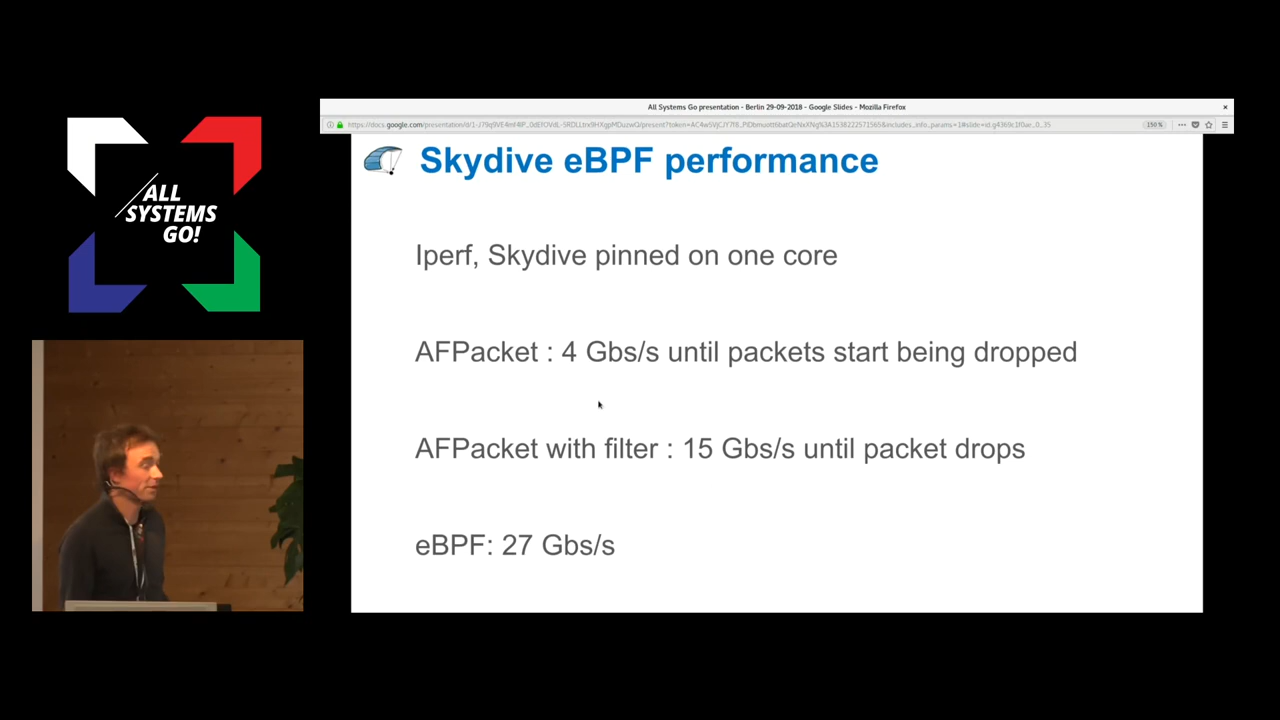 All Systems Go presentation - Berlin 29-09-2018 - Google Slides - Mozilla Firefox
150%
ALL
SYSTEMS
GO!
Skydive eBPF performance
Iperf, Skydive pinned on one core
AFPacket : 4 Gbs/s until packets start being dropped
AFPacket with filter : 15 Gbs/s until packet drops
eBPF: 27 Gbs/s